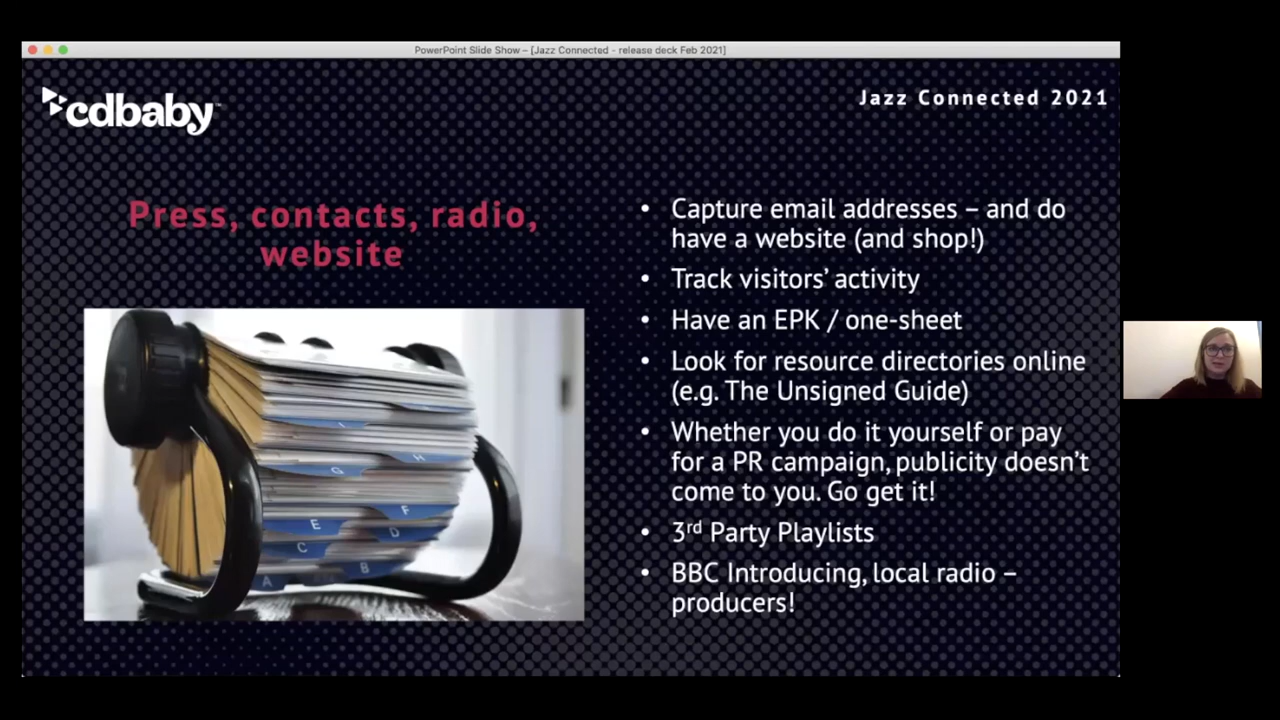 PowerPoint Slide Show – [Jazz Connected - release deck Feb 2021]
cdbaby™
Jazz Connected 2021
Press, contacts, radio,
website
• Capture email addresses – and do
have a website (and shop!)
• Track visitors’ activity
• Have an EPK / one-sheet
• Look for resource directories online
(e.g. The Unsigned Guide)
• Whether you do it yourself or pay
for a PR campaign, publicity doesn’t
come to you. Go get it!
• 3rd Party Playlists
• BBC Introducing, local radio –
producers!
H
G
F
E
D
C
B
A